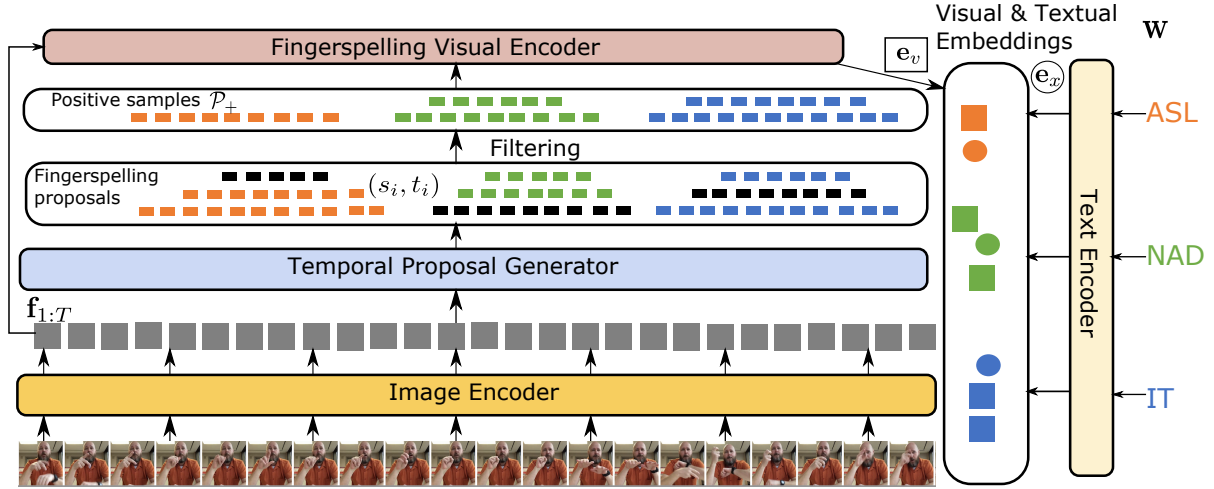 Fingerspelling Visual Encoder
Visual & Textual
Embeddings
w
e_v
e_x
Positive samples P_+
Filtering
Fingerspelling
proposals
(s_i, t_i)
Temporal Proposal Generator
f_{1:T}
Image Encoder
Text Encoder
ASL
NAD
IT